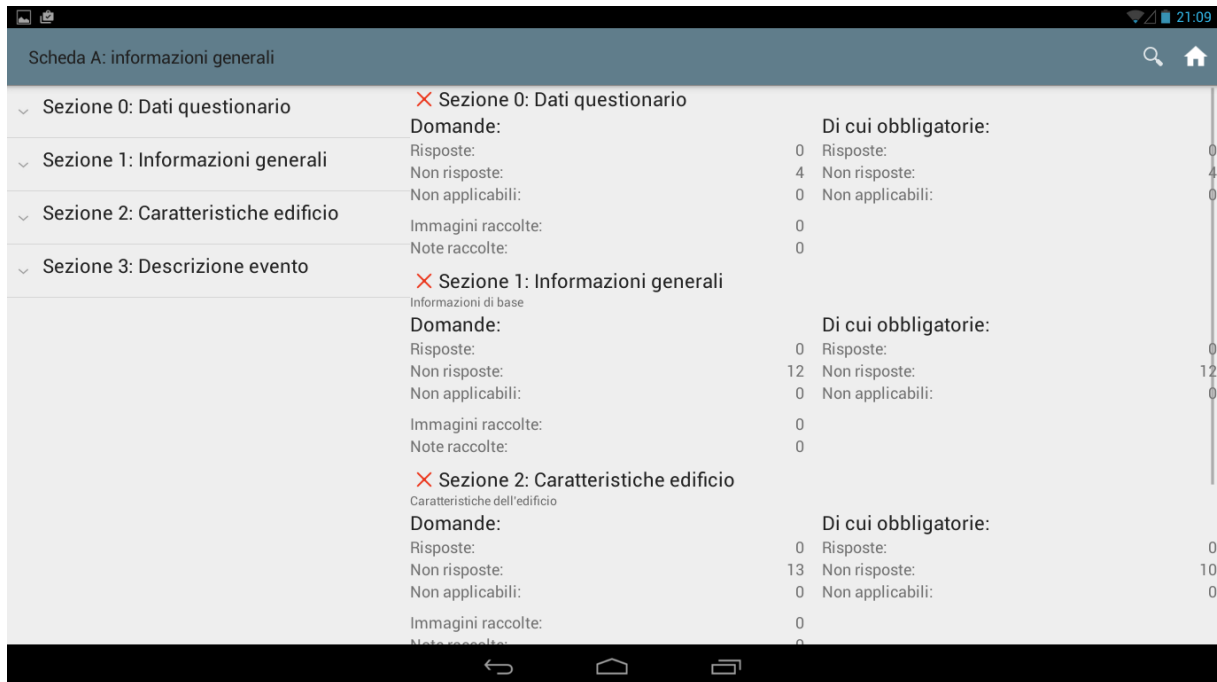 21:09
Scheda A: informazioni generali
Sezione 0: Dati questionario
Sezione 1: Informazioni generali
Sezione 2: Caratteristiche edificio
Sezione 3: Descrizione evento
Sezione 0: Dati questionario
Domande: Di cui obbligatorie:
Risposte: 0 Risposte: 0
Non risposte: 4 Non risposte: 4
Non applicabili: 0 Non applicabili: 0
Immagini raccolte: 0
Note raccolte: 0
Sezione 1: Informazioni generali
Informazioni di base
Domande: Di cui obbligatorie:
Risposte: 0 Risposte: 0
Non risposte: 12 Non risposte: 12
Non applicabili: 0 Non applicabili: 0
Immagini raccolte: 0
Note raccolte: 0
Sezione 2: Caratteristiche edificio
Caratteristiche dell'edificio
Domande: Di cui obbligatorie:
Risposte: 0 Risposte: 0
Non risposte: 13 Non risposte: 10
Non applicabili: 0 Non applicabili: 0
Immagini raccolte: 0
Note raccolte: 0